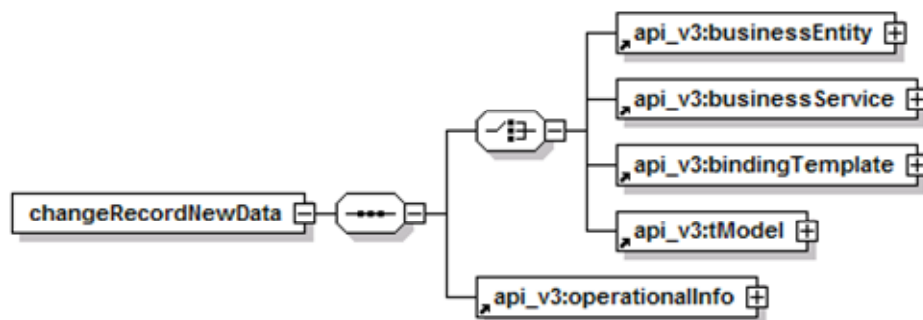 api_v3:businessEntity
api_v3:businessService
api_v3:bindingTemplate
changeRecordNewData
api_v3:tModel
api_v3:operationalInfo